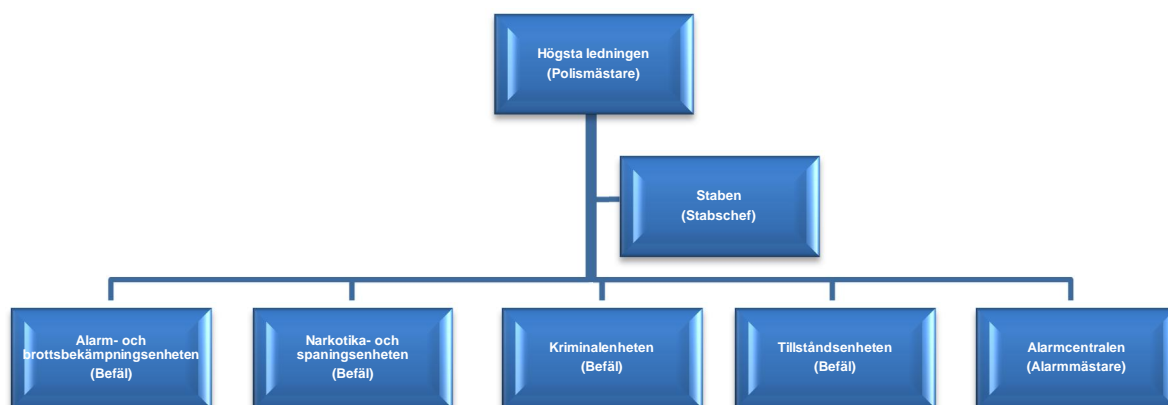 Högsta ledningen
(Polismästare)
Staben
(Stabschef)
Alarm- och
brottsbekämpningsenheten
(Befäl)
Narkotika- och
spaningsenheten
(Befäl)
Kriminalenheten
(Befäl)
Tillståndsenheten
(Befäl)
Alarmcentralen
(Alarmmästare)